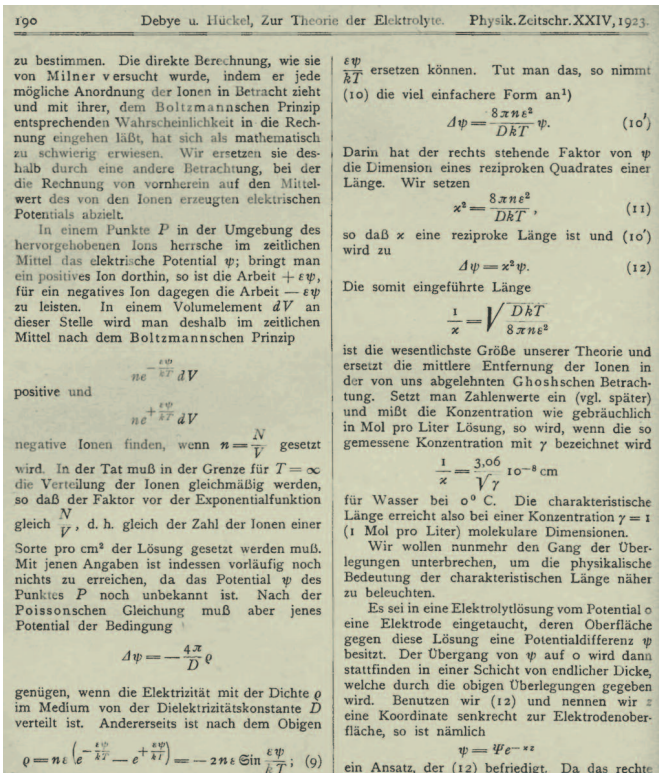 190 Debye u. Hückel, Zur Theorie der Elektrolyte. Physik. Zeitschr. XXIV, 1923.
zu bestimmen. Die direkte Berechnung, wie sie
von Milner versucht wurde, indem er jede
mögliche Anordnung der Ionen in Betracht zieht
und mit ihrer, dem Boltzmannschen Prinzip
entsprechenden Wahrscheinlichkeit in die Rech-
nung eingehen läßt, hat sich als mathematisch
zu schwierig erwiesen. Wir ersetzen sie des-
halb durch eine andere Betrachtung, bei der
die Rechnung von vornherein auf den Mittel-
wert des von den Ionen erzeugten elektrischen
Potentials abzielt.
In einem Punkte P in der Umgebung des
hervorgehobenen Ions herrsche im zeitlichen
Mittel das elektrische Potential ψ; bringt man
ein positives Ion dorthin, so ist die Arbeit + εψ,
für ein negatives Ion dagegen die Arbeit — εψ
zu leisten. In einem Volumelement dV an
dieser Stelle wird man deshalb im zeitlichen
Mittel nach dem Boltzmannschen Prinzip
ne^{-εψ/kT} dV
positive und
ne^{+εψ/kT} dV
negative Ionen finden, wenn n = N/V gesetzt
wird. In der Tat muß in der Grenze für T = ∞
die Verteilung der Ionen gleichmäßig werden,
so daß der Faktor vor der Exponentialfunktion
gleich N/V, d. h. gleich der Zahl der Ionen einer
Sorte pro cm² der Lösung gesetzt werden muß.
Mit jenen Angaben ist indessen vorläufig noch
nichts zu erreichen, da das Potential ψ des
Punktes P noch unbekannt ist. Nach der
Poissonschen Gleichung muß aber jenes
Potential der Bedingung
Δψ = — 4π/D ϱ
genügen, wenn die Elektrizität mit der Dichte ϱ
im Medium von der Dielektrizitätskonstante D
verteilt ist. Andererseits ist nach dem Obigen
ϱ = nε (e^{-εψ/kT} — e^{+εψ/kT}) = — 2nε Sin εψ/kT; (9)
εψ/kT ersetzen können. Tut man das, so nimmt
(10) die viel einfachere Form an¹)
Δψ = 8πnε²/DkT ψ. (10′)
Darin hat der rechts stehende Faktor von ψ
die Dimension eines reziproken Quadrates einer
Länge. Wir setzen
ϰ² = 8πnε²/DkT, (11)
so daß ϰ eine reziproke Länge ist und (10′)
wird zu
Δψ = ϰ²ψ. (12)
Die somit eingeführte Länge
1/ϰ = √(DkT/8πnε²)
ist die wesentlichste Größe unserer Theorie und
ersetzt die mittlere Entfernung der Ionen in
der von uns abgelehnten Ghoshschen Betrach-
tung. Setzt man Zahlenwerte ein (vgl. später)
und mißt die Konzentration wie gebräuchlich
in Mol pro Liter Lösung, so wird, wenn die so
gemessene Konzentration mit γ bezeichnet wird
1/ϰ = 3,06/√γ 10⁻⁸ cm
für Wasser bei 0⁰ C. Die charakteristische
Länge erreicht also bei einer Konzentration γ = 1
(1 Mol pro Liter) molekulare Dimensionen.
Wir wollen nunmehr den Gang der Über-
legungen unterbrechen, um die physikalische
Bedeutung der charakteristischen Länge näher
zu beleuchten.
Es sei in eine Elektrolytlösung vom Potential 0
eine Elektrode eingetaucht, deren Oberfläche
gegen diese Lösung eine Potentialdifferenz ψ
besitzt. Der Übergang von ψ auf 0 wird dann
stattfinden in einer Schicht von endlicher Dicke,
welche durch die obigen Überlegungen gegeben
wird. Benutzen wir (12) und nennen wir z
eine Koordinate senkrecht zur Elektrodenober-
fläche, so ist nämlich
ψ = Ψe^{-ϰz}
ein Ansatz, der (12) befriedigt. Da das rechte